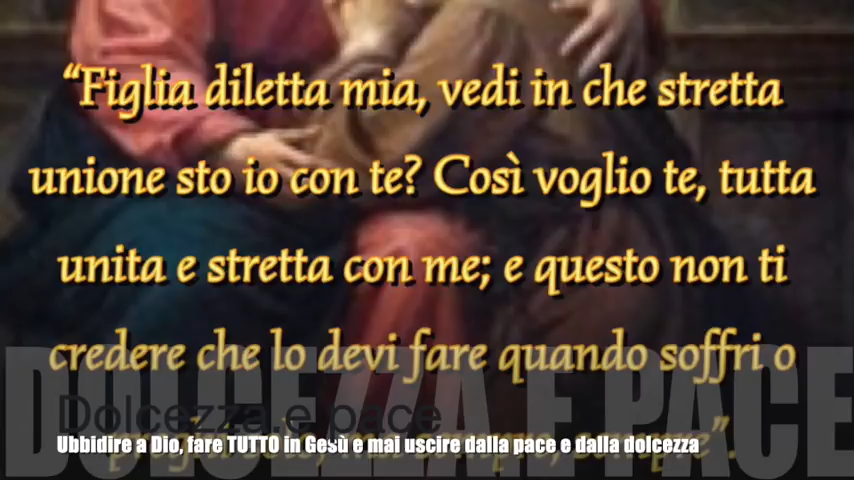 “Figlia diletta mia, vedi in che stretta
unione sto io con te? Così voglio te, tutta
unita e stretta con me; e questo non ti
credere che lo devi fare quando soffri o
DOLCEZZA E PACE
Dolcezza e pace
sempre”.
Ubbidire a Dio, fare TUTTO in Gesù e mai uscire dalla pace e dalla dolcezza